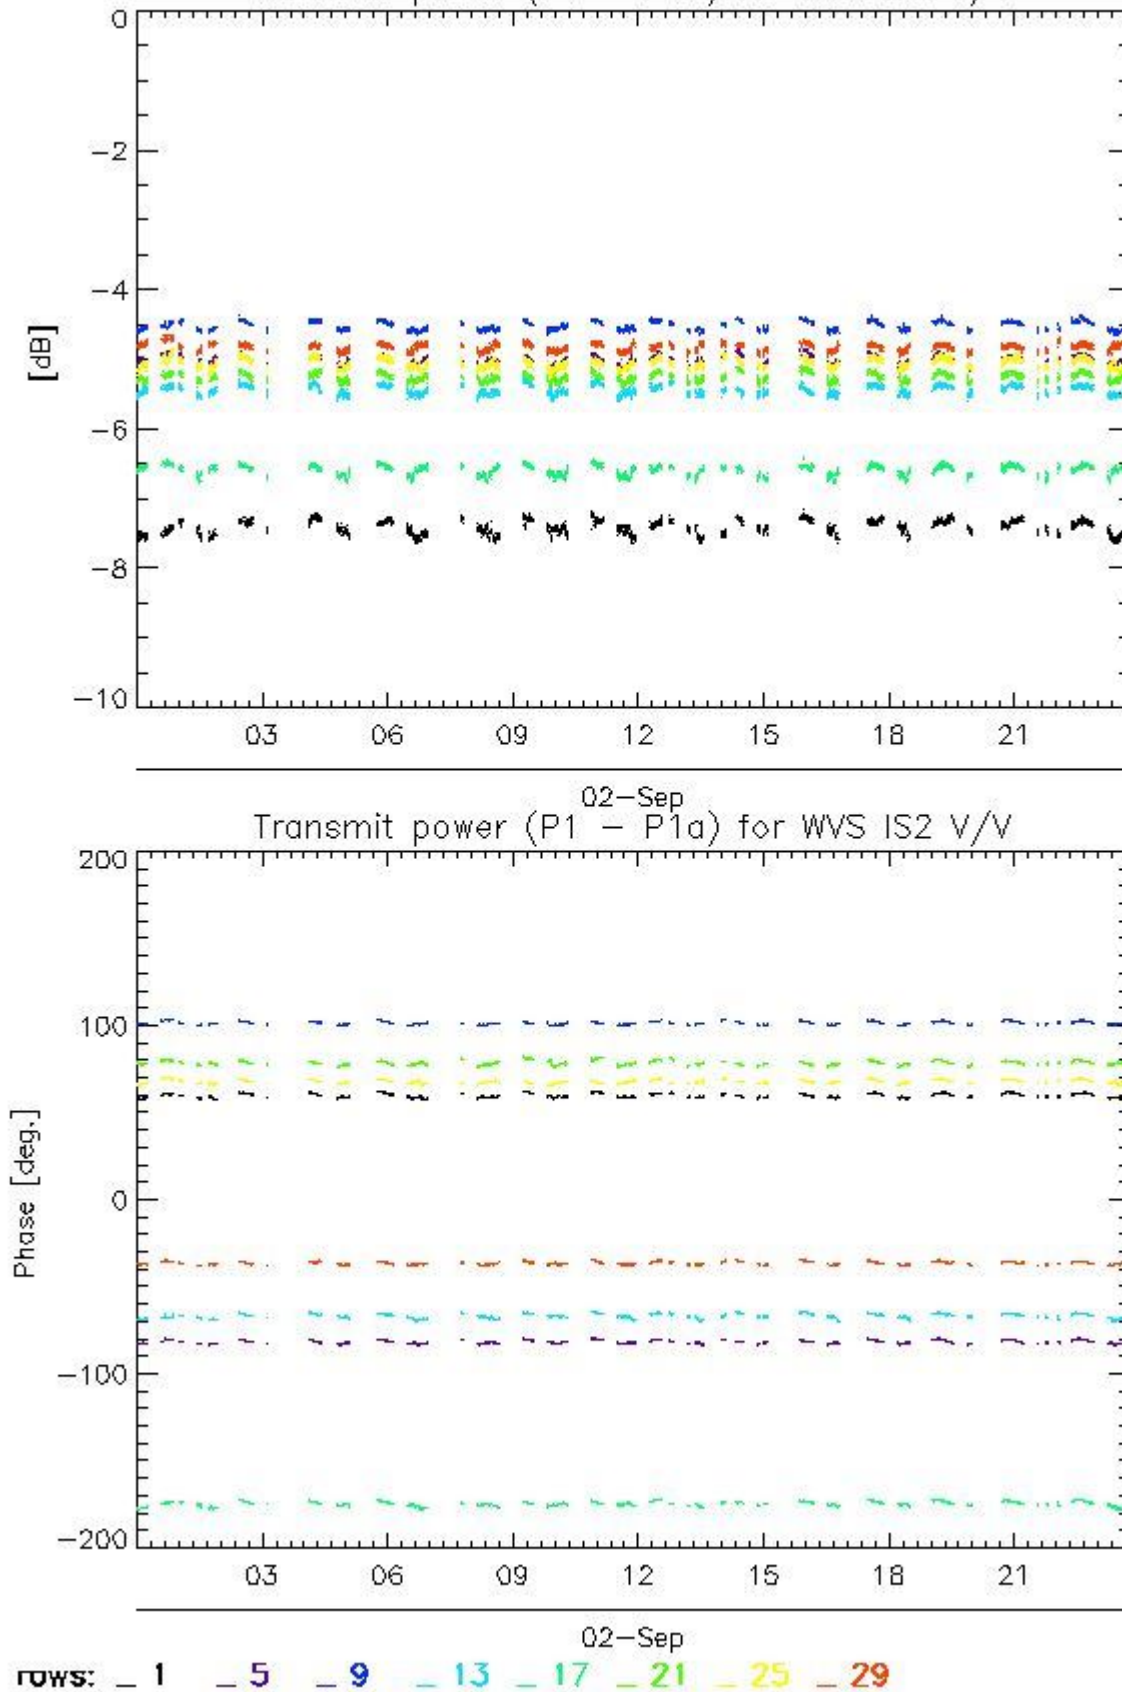 0
-2
-4
[dB]
-6
-8
-10
03 06 09 12 15 18 21
02-Sep
Transmit power (P1 - P1a) for WVS IS2 V/V
200
100
Phase [deg.]
0
-100
-200
03 06 09 12 15 18 21
02-Sep
rows: _ 1 _ 5 _ 9 _ 13 _ 17 _ 21 _ 25 _ 29